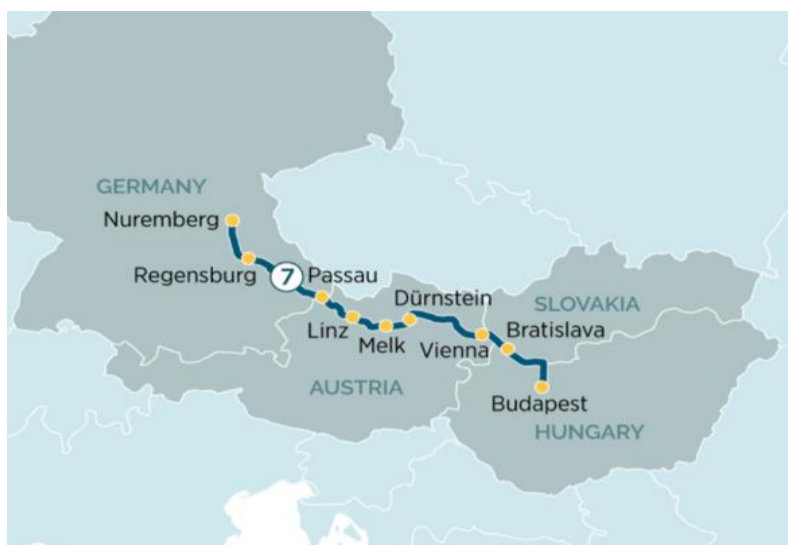 GERMANY
Nuremberg
Regensburg
7
Passau
Linz
Melk
Dürnstein
Vienna
Bratislava
SLOVAKIA
AUSTRIA
Budapest
HUNGARY